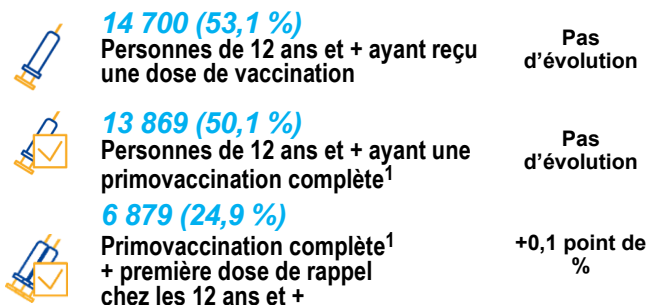 14 700 (53,1 %)
Personnes de 12 ans et + ayant reçu
une dose de vaccination
Pas
d'évolution
13 869 (50,1 %)
Personnes de 12 ans et + ayant une
primovaccination complète1
Pas
d'évolution
6 879 (24,9 %)
Primovaccination complète1
+ première dose de rappel
chez les 12 ans et +
+0,1 point de
%